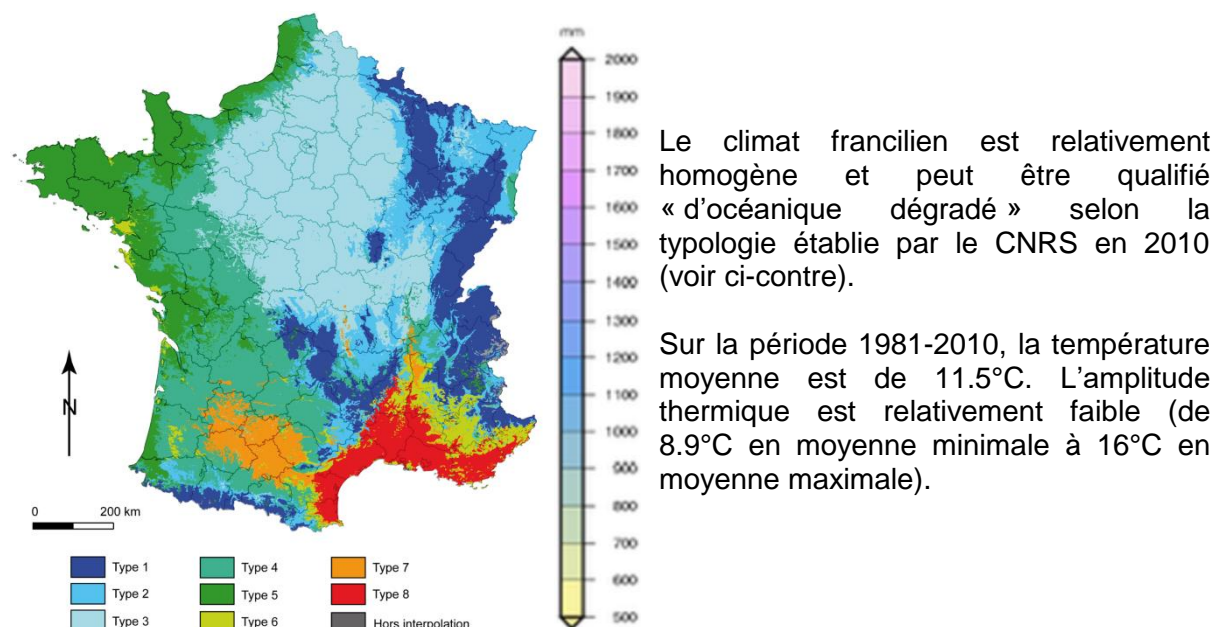 mm
2000
1900
1800
1700
1600
1500
1400
1300
1200
1100
1000
900
800
700
600
500
N
0 200 km
Type 1
Type 2
Type 3
Type 4
Type 5
Type 6
Type 7
Type 8
Hors interpolation
Le climat francilien est relativement
homogène et peut être qualifié
« d'océanique dégradé » selon la
typologie établie par le CNRS en 2010
(voir ci-contre).
Sur la période 1981-2010, la température
moyenne est de 11.5°C. L'amplitude
thermique est relativement faible (de
8.9°C en moyenne minimale à 16°C en
moyenne maximale).